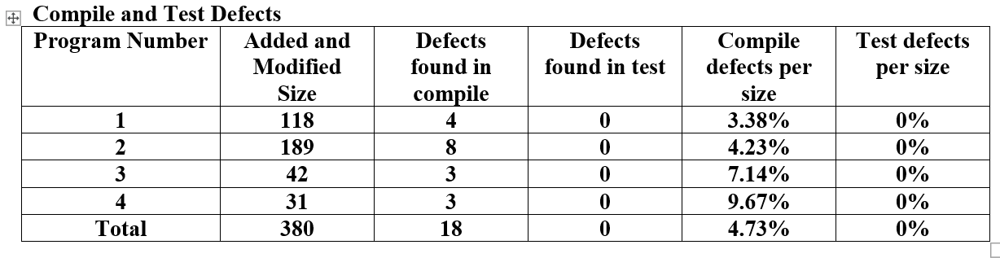 Compile and Test Defects
Program Number Added and Defects Defects Compile Test defects
Modified found in found in test defects per per size
Size compile size
1 118 4 0 3.38% 0%
2 189 8 0 4.23% 0%
3 42 3 0 7.14% 0%
4 31 3 0 9.67% 0%
Total 380 18 0 4.73% 0%